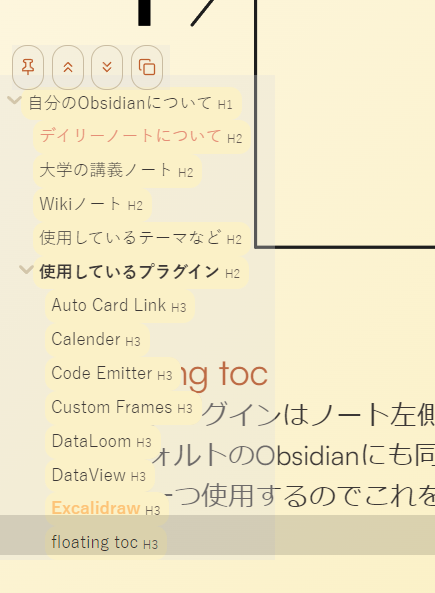 自分のObsidianについて H1
デイリーノートについて H2
大学の講義ノート H2
Wikiノート H2
使用しているテーマなど H2
使用しているプラグイン H2
Auto Card Link H3
Calender H3
Code Emitter H3
ng toc
Custom Frames H3
グインはノート左側
DataLoom H3
ォルトのObsidianにも同
DataView H3
つ使用するのでこれを
Excalidraw H3
floating toc H3